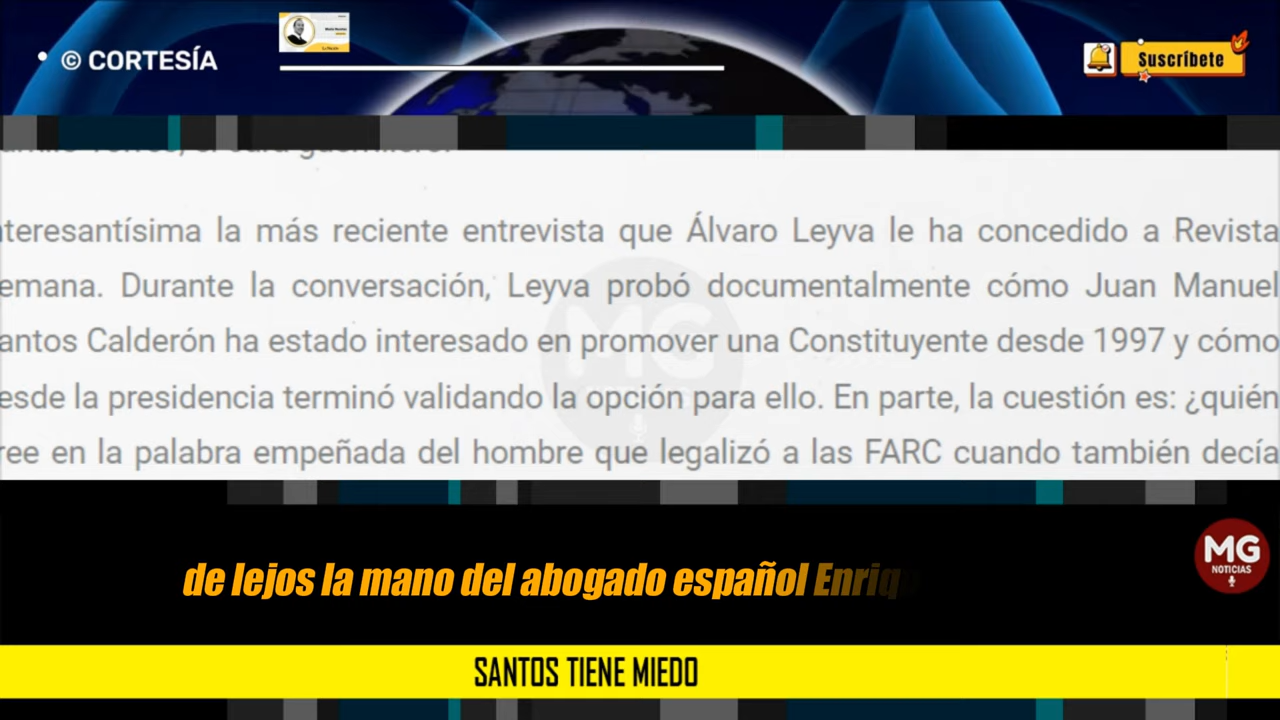 © CORTESÍA
Suscríbete
nteresantísima la más reciente entrevista que Álvaro Leyva le ha concedido a Revista
emana. Durante la conversación, Leyva probó documentalmente cómo Juan Manuel
antos Calderón ha estado interesado en promover una Constituyente desde 1997 y cómo
esde la presidencia terminó validando la opción para ello. En parte, la cuestión es: ¿quién
ree en la palabra empeñada del hombre que legalizó a las FARC cuando también decía
de lejos la mano del abogado español Enriq
MG
NOTICIAS
SANTOS TIENE MIEDO